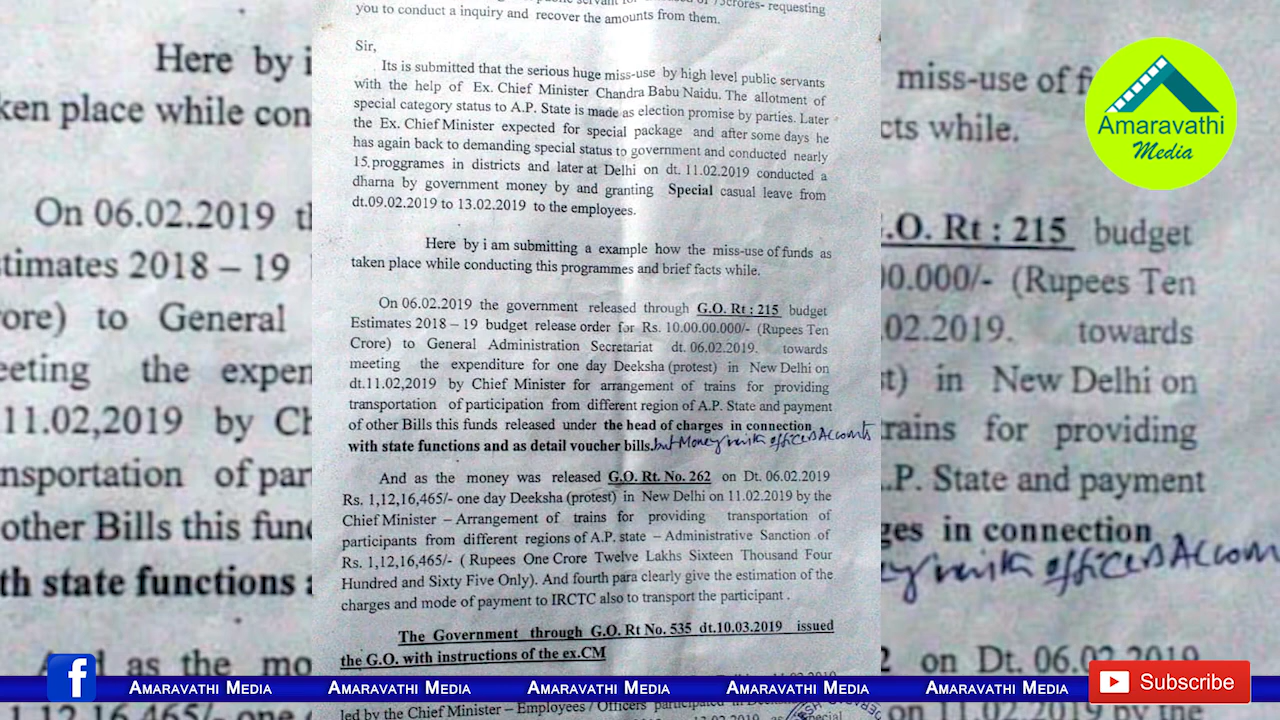 you to conduct a inquiry and recover the amounts from them.
Sir,
Its is submitted that the serious huge miss-use by high level public servants
with the help of Ex. Chief Minister Chandra Babu Naidu. The allotment of
special category status to A.P. State is made as election promise by parties. Later
the Ex. Chief Minister expected for special package and after some days he
has again back to demanding special status to government and conducted nearly
15,proggrames in districts and later at Delhi on dt. 11.02.2019 conducted a
dharna by government money by and granting Special casual leave from
dt.09.02.2019 to 13.02.2019 to the employees.
Here by i am submitting a example how the miss-use of funds as
taken place while conducting this programmes and brief facts while.
On 06.02.2019 the government released through G.O. Rt : 215 budget
Estimates 2018 – 19 budget release order for Rs. 10.00.00.000/- (Rupees Ten
Crore) to General Administration Secretariat dt. 06.02.2019. towards
meeting the expenditure for one day Deeksha (protest) in New Delhi on
dt.11.02,2019 by Chief Minister for arrangement of trains for providing
transportation of participation from different region of A.P. State and payment
of other Bills this funds released under the head of charges in connection
with state functions and as detail voucher bills. but Money officers Accounts
And as the money was released G.O. Rt. No. 262 on Dt. 06.02.2019
Rs. 1,12,16,465/- one day Deeksha (protest) in New Delhi on 11.02.2019 by the
Chief Minister – Arrangement of trains for providing transportation of
participants from different regions of A.P. state – Administrative Sanction of
Rs. 1,12,16,465/- ( Rupees One Crore Twelve Lakhs Sixteen Thousand Four
Hundred and Sixty Five Only). And fourth para clearly give the estimation of the
charges and mode of payment to IRCTC also to transport the participant .
The Government through G.O. Rt No. 535 dt.10.03.2019 issued
the G.O. with instructions of the ex.CM
led by the Chief Minister – Employees / Officers participated
Amaravathi
Media
f Amaravathi Media Amaravathi Media Amaravathi Media Amaravathi Media Amaravathi Media
Subscribe